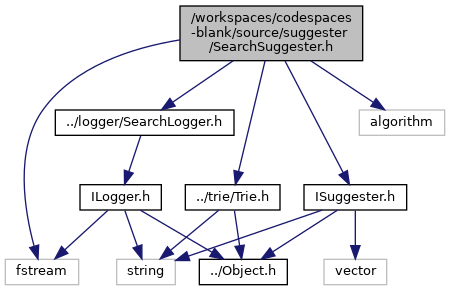 /workspaces/codespaces
-blank/source/suggester
/SearchSuggester.h
../logger/SearchLogger.h
algorithm
ILogger.h
../trie/Trie.h
ISuggester.h
fstream
string
../Object.h
vector